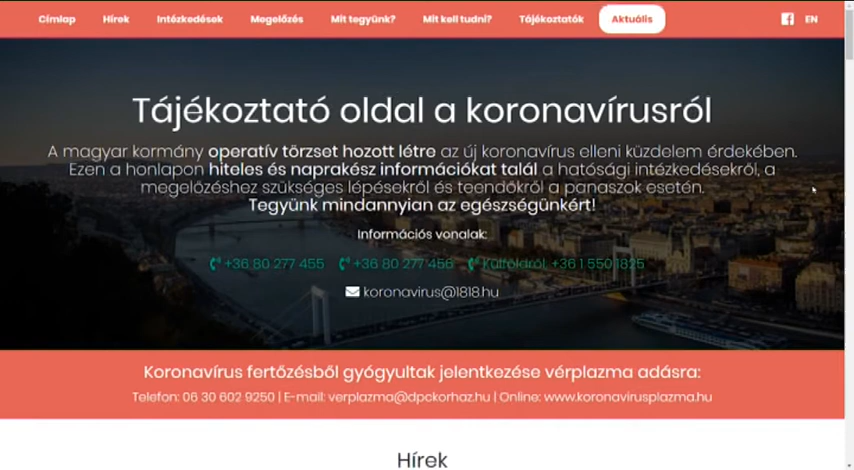 Címlap Hírek Intézkedések Megelőzés Mit tegyünk? Mit kell tudni? Tájékoztatók Aktuális EN
Tájékoztató oldal a koronavírusról
A magyar kormány operatív törzset hozott létre az új koronavírus elleni küzdelem érdekében.
Ezen a honlapon hiteles és naprakész információkat talál a hatósági intézkedésekről, a
megelőzéshez szükséges lépésekről és teendőkről a panaszok esetén.
Tegyünk mindannyian az egészségünkért!
Információs vonalak:
+36 80 277 455 +36 80 277 456 Külföldről: +36 1 550 1825
koronavirus@1818.hu
Koronavírus fertőzésből gyógyultak jelentkezése vérplazma adásra:
Telefon: 06 30 602 9250 | E-mail: verplazma@dpckorhaz.hu | Online: www.koronavirusplazma.hu
Hírek